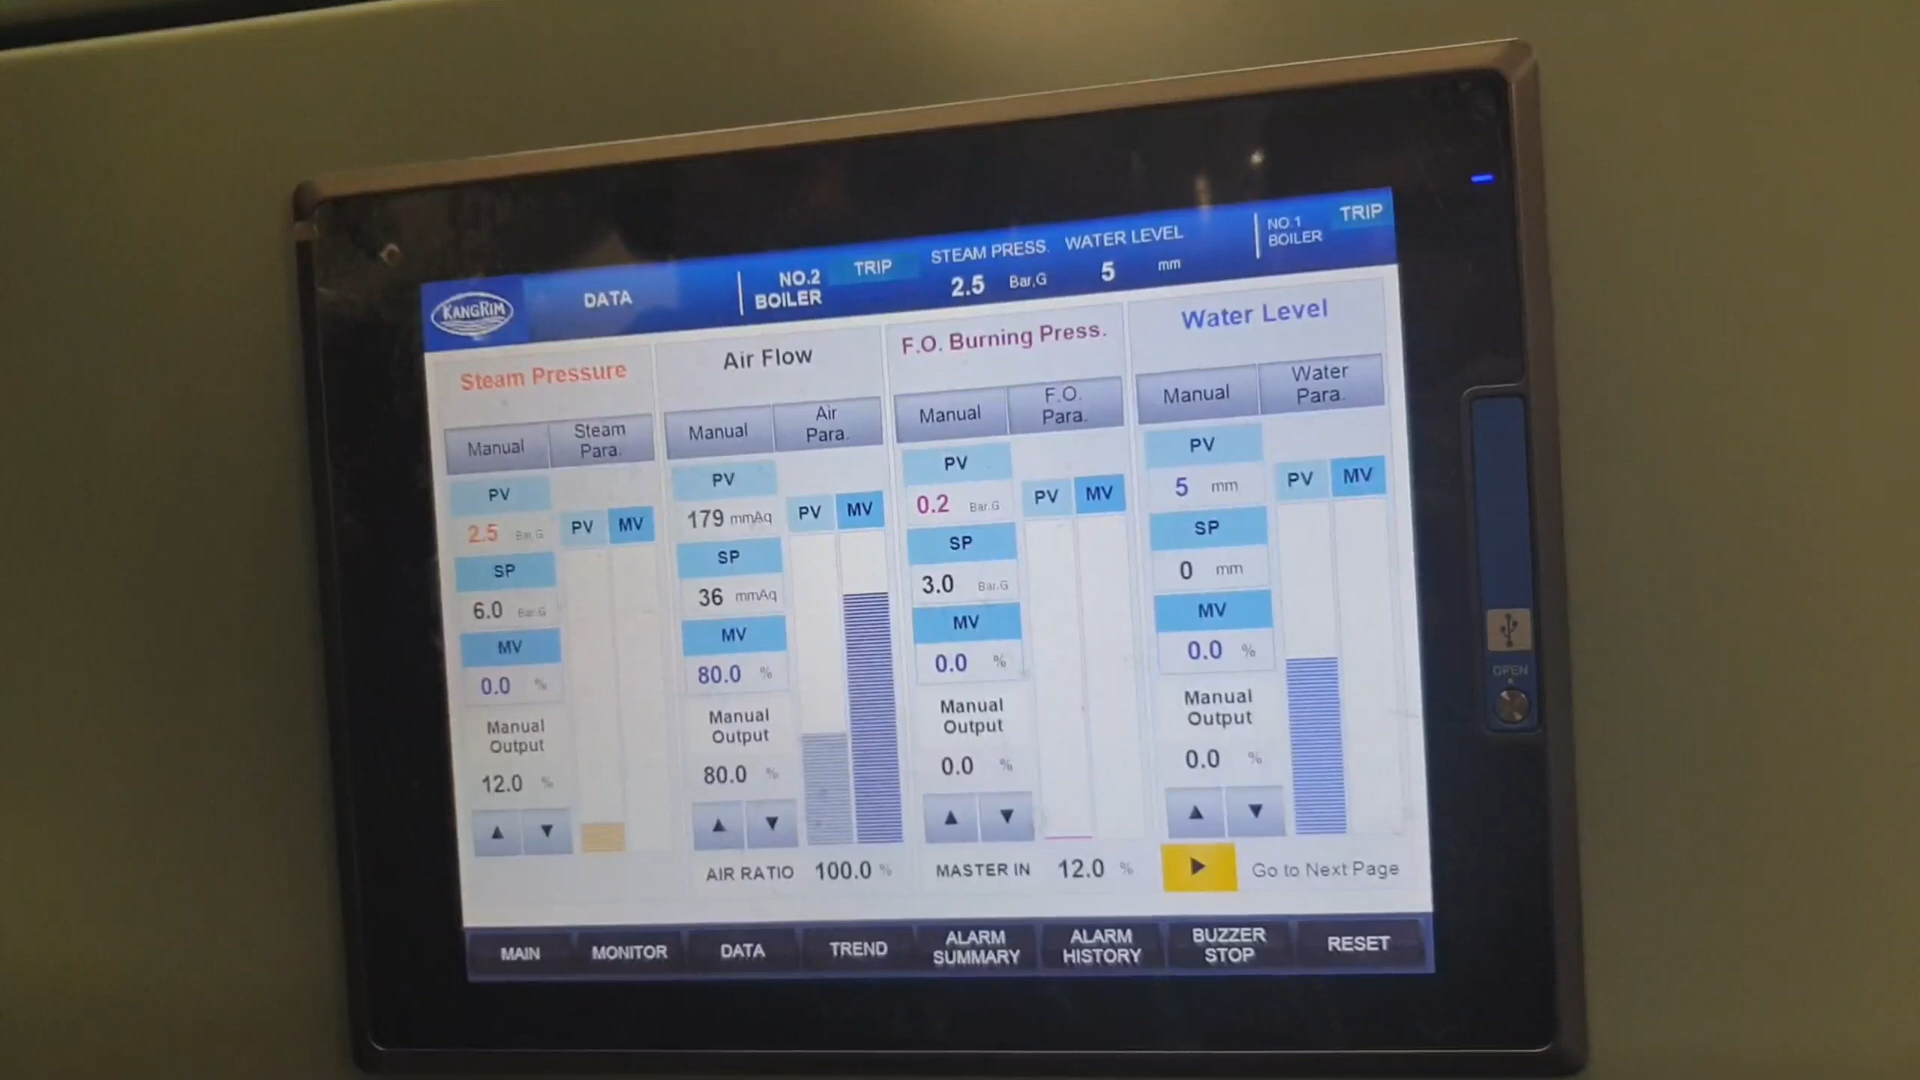 KANGRIM
DATA
NO.2
BOILER
TRIP
STEAM PRESS.
2.5 Bar,G
WATER LEVEL
5 mm
NO.1
BOILER
TRIP
Steam Pressure
Manual
Steam
Para.
PV
2.5 Bar,G
PV MV
SP
6.0 Bar.G
MV
0.0 %
Manual
Output
12.0 %
▲ ▼
Air Flow
Manual
Air
Para.
PV
179 mmAq
PV MV
SP
36 mmAq
MV
80.0 %
Manual
Output
80.0 %
▲ ▼
AIR RATIO 100.0 %
F.O. Burning Press.
Manual
F.O.
Para.
PV
0.2 Bar.G
PV MV
SP
3.0 Bar.G
MV
0.0 %
Manual
Output
0.0 %
▲ ▼
MASTER IN 12.0 %
Water Level
Manual
Water
Para.
PV
5 mm
PV MV
SP
0 mm
MV
0.0 %
Manual
Output
0.0 %
▲ ▼
▶ Go to Next Page
MAIN
MONITOR
DATA
TREND
ALARM
SUMMARY
ALARM
HISTORY
BUZZER
STOP
RESET
OPEN